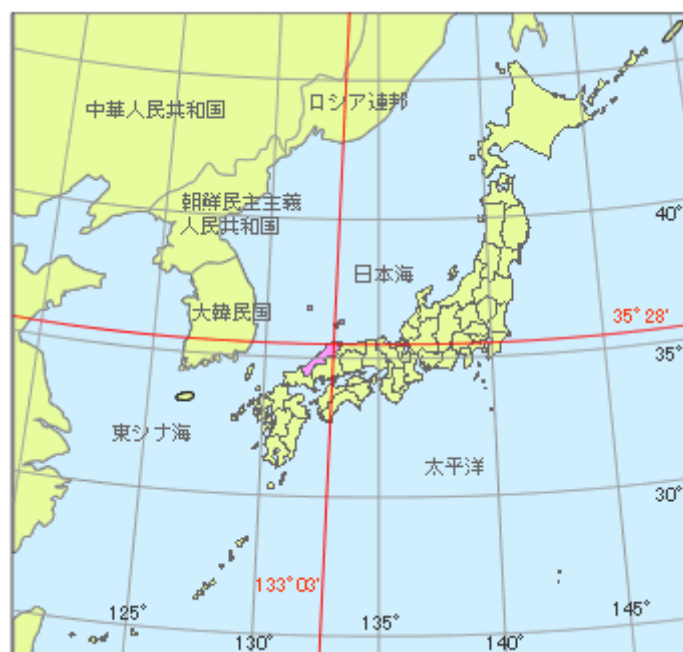 ロシア連邦
中華人民共和国
朝鮮民主主義
人民共和国
40°
日本海
大韓民国
35° 28'
35°
東シナ海
太平洋
30°
133° 03'
125°
130°
135°
140°
145°